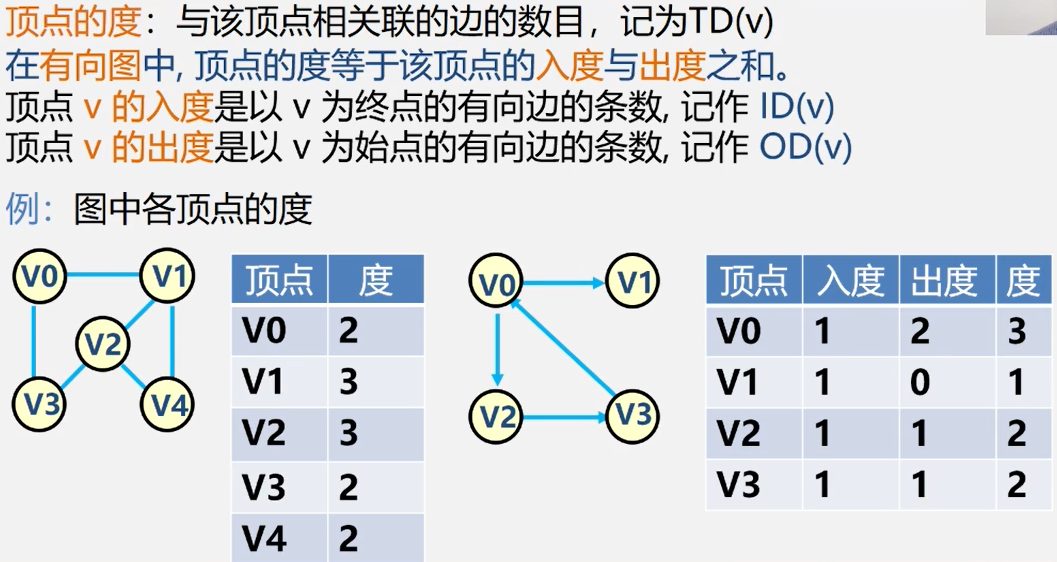 顶点的度：与该顶点相关联的边的数目，记为TD(v)
在有向图中, 顶点的度等于该顶点的入度与出度之和。
顶点 v 的入度是以 v 为终点的有向边的条数, 记作 ID(v)
顶点 v 的出度是以 v 为始点的有向边的条数, 记作 OD(v)
例：图中各顶点的度
V0 V1
V2
V3 V4
顶点 度
V0 2
V1 3
V2 3
V3 2
V4 2
V0 V1
V2 V3
顶点 入度 出度 度
V0 1 2 3
V1 1 0 1
V2 1 1 2
V3 1 1 2